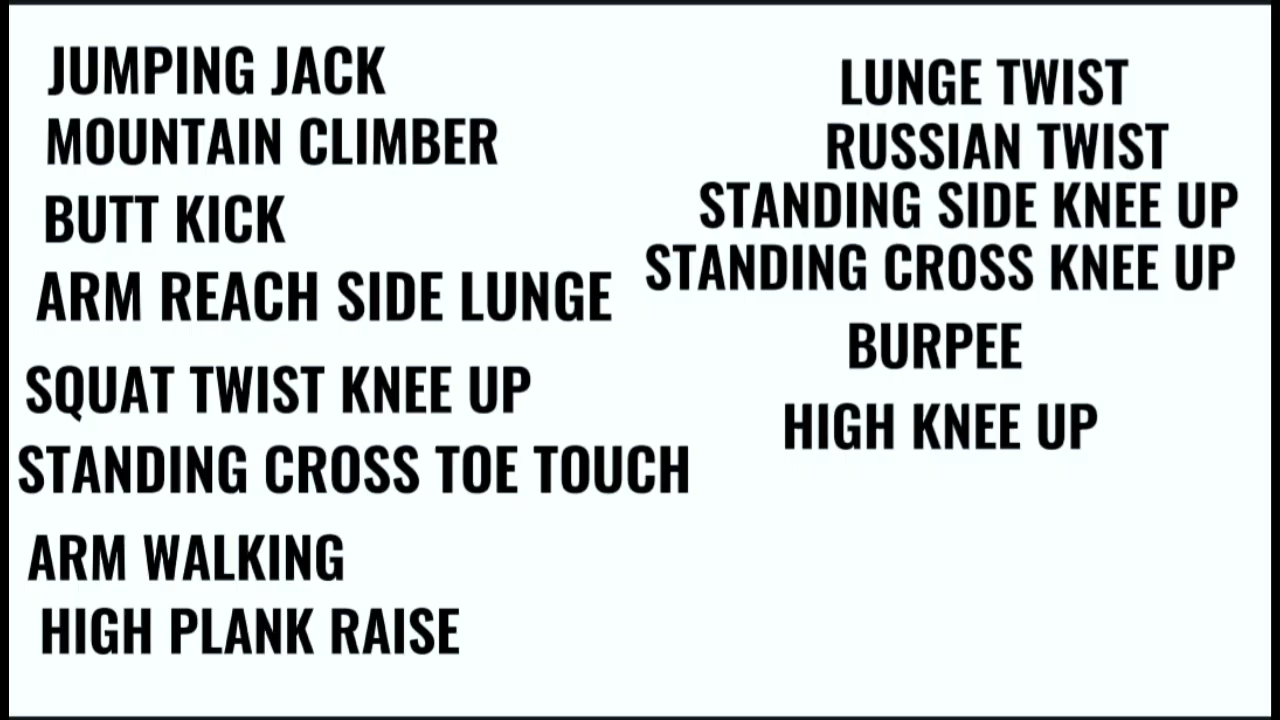 JUMPING JACK
MOUNTAIN CLIMBER
BUTT KICK
ARM REACH SIDE LUNGE
SQUAT TWIST KNEE UP
STANDING CROSS TOE TOUCH
ARM WALKING
HIGH PLANK RAISE
LUNGE TWIST
RUSSIAN TWIST
STANDING SIDE KNEE UP
STANDING CROSS KNEE UP
BURPEE
HIGH KNEE UP